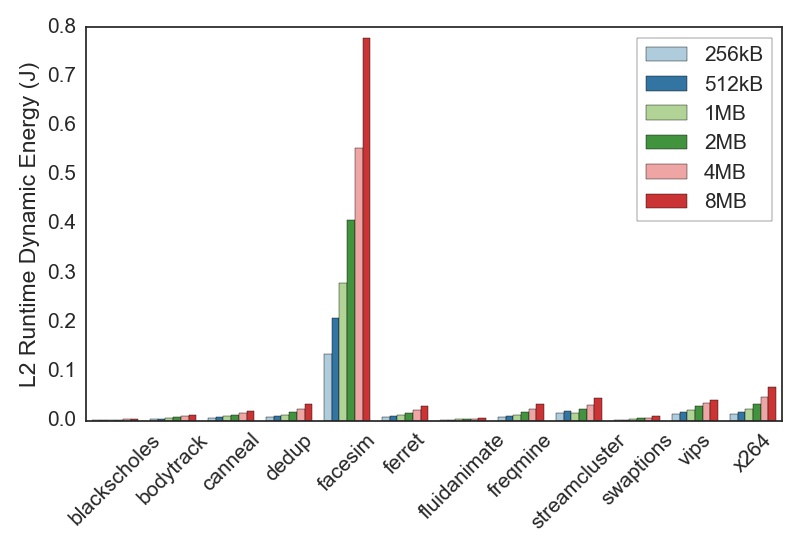 L2 Runtime Dynamic Energy (J)
0.8
0.7
0.6
0.5
0.4
0.3
0.2
0.1
0.0
256kB
512kB
1MB
2MB
4MB
8MB
blackscholes
bodytrack
canneal
dedup
facesim
ferret
fluidanimate
freqmine
streamcluster
swaptions
vips
x264